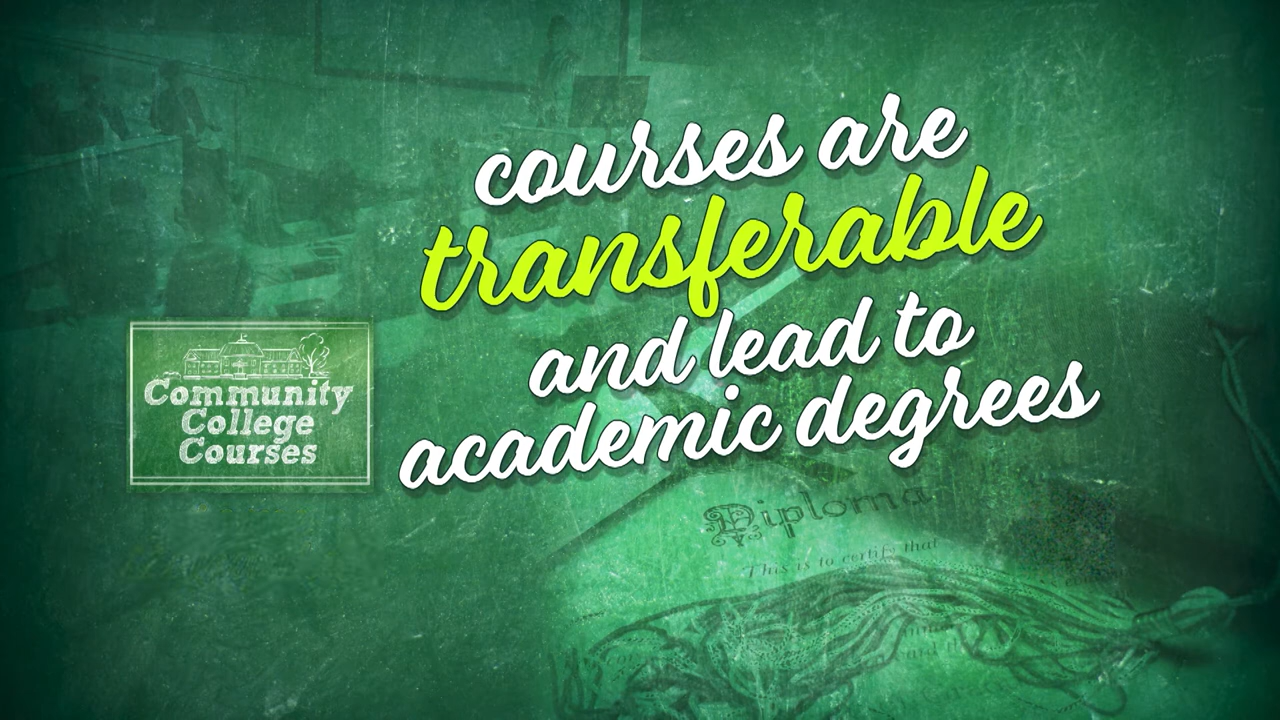 courses are
transferable
and lead to
academic degrees
Community
College
Courses
Diploma
This is to certify that